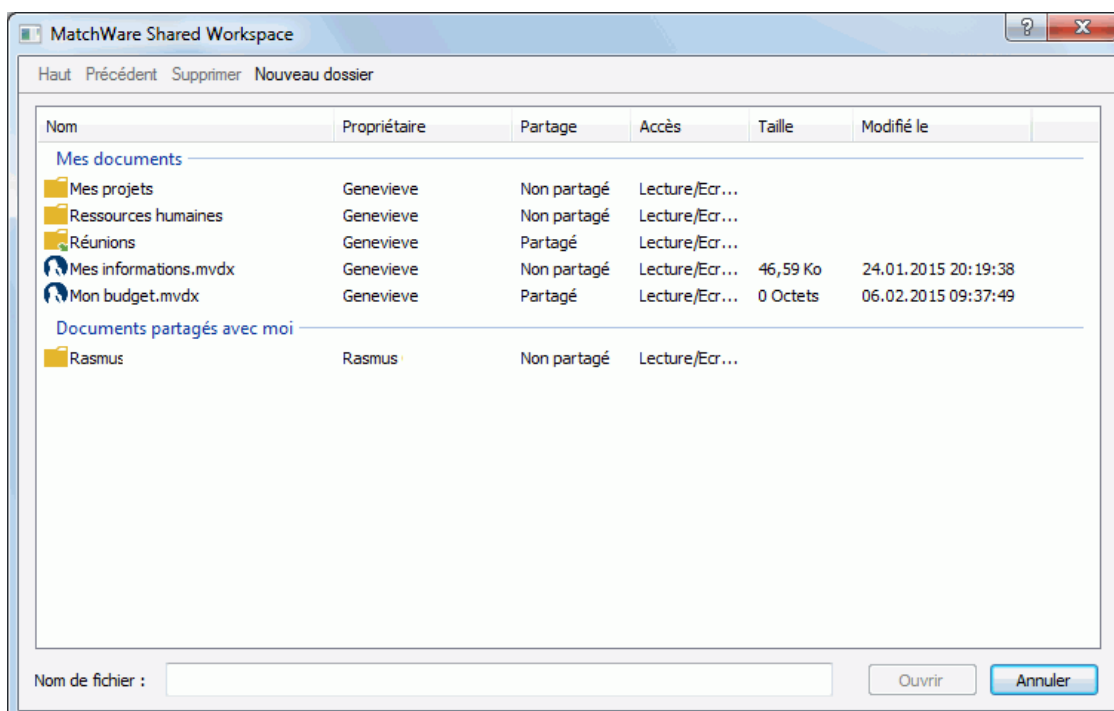 MatchWare Shared Workspace
Haut Précédent Supprimer Nouveau dossier
Nom Propriétaire Partage Accès Taille Modifié le
Mes documents
Mes projets Genevieve Non partagé Lecture/Ecr...
Ressources humaines Genevieve Non partagé Lecture/Ecr...
Réunions Genevieve Partagé Lecture/Ecr...
Mes informations.mvdx Genevieve Non partagé Lecture/Ecr... 46,59 Ko 24.01.2015 20:19:38
Mon budget.mvdx Genevieve Partagé Lecture/Ecr... 0 Octets 06.02.2015 09:37:49
Documents partagés avec moi
Rasmus Rasmus Non partagé Lecture/Ecr...
Nom de fichier : Ouvrir Annuler